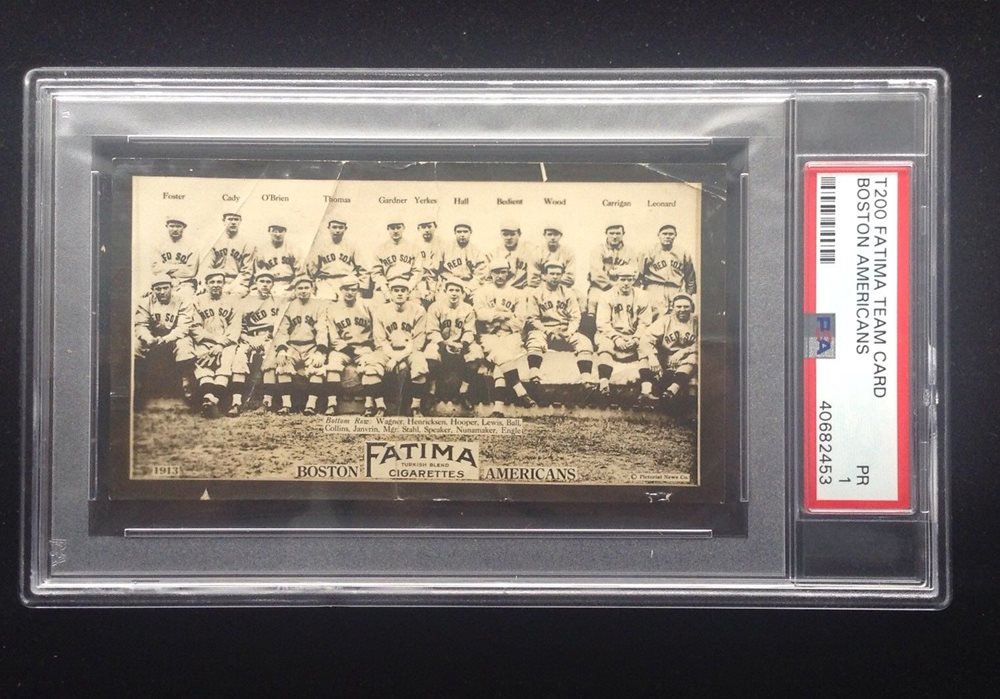 Foster Cady O'Brien Thomas Gardner Yerkes Hall Bedient Wood Carrigan Leonard
RED SOX
Bottom Row: Wagner, Henricksen, Hooper, Lewis, Ball,
Collins, Janvrin, Mgr. Stahl, Speaker, Nunamaker, Engle
1913
BOSTON FATIMA AMERICANS
TURKISH BLEND
CIGARETTES
© Pictorial News Co.
T200 FATIMA TEAM CARD
BOSTON AMERICANS
PR
1
PSA
40682453